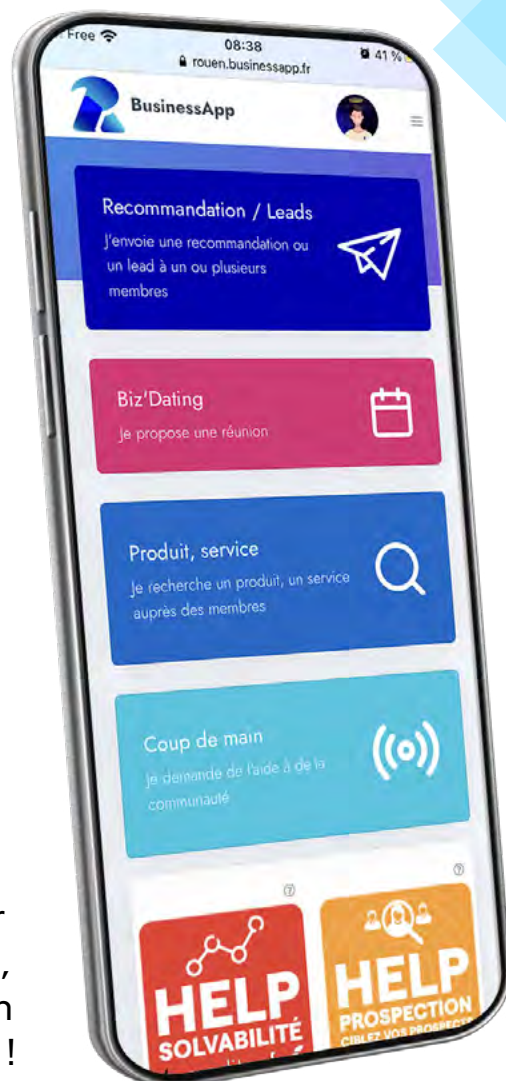 Free
08:38
41 %
rouen.businessapp.fr
BusinessApp
Recommandation / Leads
J'envoie une recommandation ou
un lead à un ou plusieurs
membres
Biz'Dating
Je propose une réunion
Produit, service
Je recherche un produit, un service
auprès des membres
Coup de main
Je demande de l'aide à de la
communauté
HELP
SOLVABILITÉ
HELP
PROSPECTION
CIBLEZ VOS PROSPECTS
r
,
n
!